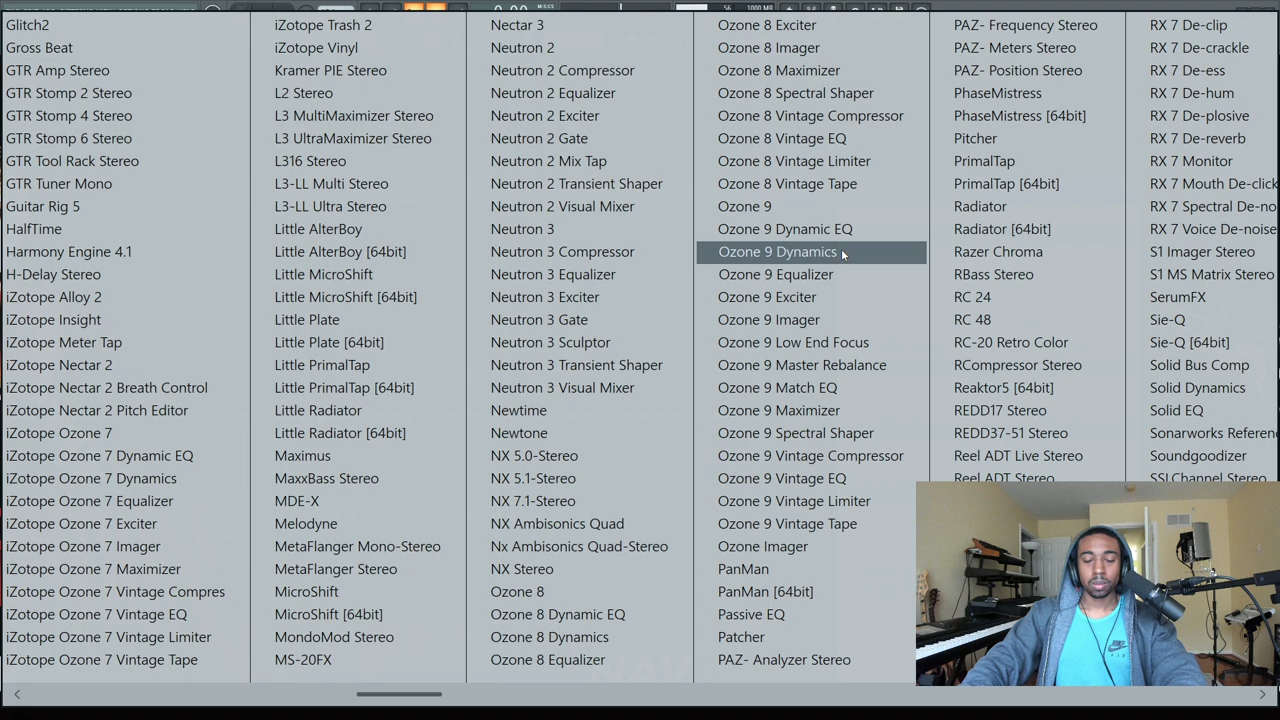 Glitch2
Gross Beat
GTR Amp Stereo
GTR Stomp 2 Stereo
GTR Stomp 4 Stereo
GTR Stomp 6 Stereo
GTR Tool Rack Stereo
GTR Tuner Mono
Guitar Rig 5
HalfTime
Harmony Engine 4.1
H-Delay Stereo
iZotope Alloy 2
iZotope Insight
iZotope Meter Tap
iZotope Nectar 2
iZotope Nectar 2 Breath Control
iZotope Nectar 2 Pitch Editor
iZotope Ozone 7
iZotope Ozone 7 Dynamic EQ
iZotope Ozone 7 Dynamics
iZotope Ozone 7 Equalizer
iZotope Ozone 7 Exciter
iZotope Ozone 7 Imager
iZotope Ozone 7 Maximizer
iZotope Ozone 7 Vintage Compres
iZotope Ozone 7 Vintage EQ
iZotope Ozone 7 Vintage Limiter
iZotope Ozone 7 Vintage Tape
iZotope Trash 2
iZotope Vinyl
Kramer PIE Stereo
L2 Stereo
L3 MultiMaximizer Stereo
L3 UltraMaximizer Stereo
L316 Stereo
L3-LL Multi Stereo
L3-LL Ultra Stereo
Little AlterBoy
Little AlterBoy [64bit]
Little MicroShift
Little MicroShift [64bit]
Little Plate
Little Plate [64bit]
Little PrimalTap
Little PrimalTap [64bit]
Little Radiator
Little Radiator [64bit]
Maximus
MaxxBass Stereo
MDE-X
Melodyne
MetaFlanger Mono-Stereo
MetaFlanger Stereo
MicroShift
MicroShift [64bit]
MondoMod Stereo
MS-20FX
Nectar 3
Neutron 2
Neutron 2 Compressor
Neutron 2 Equalizer
Neutron 2 Exciter
Neutron 2 Gate
Neutron 2 Mix Tap
Neutron 2 Transient Shaper
Neutron 2 Visual Mixer
Neutron 3
Neutron 3 Compressor
Neutron 3 Equalizer
Neutron 3 Exciter
Neutron 3 Gate
Neutron 3 Sculptor
Neutron 3 Transient Shaper
Neutron 3 Visual Mixer
Newtime
Newtone
NX 5.0-Stereo
NX 5.1-Stereo
NX 7.1-Stereo
NX Ambisonics Quad
Nx Ambisonics Quad-Stereo
NX Stereo
Ozone 8
Ozone 8 Dynamic EQ
Ozone 8 Dynamics
Ozone 8 Equalizer
Ozone 8 Exciter
Ozone 8 Imager
Ozone 8 Maximizer
Ozone 8 Spectral Shaper
Ozone 8 Vintage Compressor
Ozone 8 Vintage EQ
Ozone 8 Vintage Limiter
Ozone 8 Vintage Tape
Ozone 9
Ozone 9 Dynamic EQ
Ozone 9 Dynamics
Ozone 9 Equalizer
Ozone 9 Exciter
Ozone 9 Imager
Ozone 9 Low End Focus
Ozone 9 Master Rebalance
Ozone 9 Match EQ
Ozone 9 Maximizer
Ozone 9 Spectral Shaper
Ozone 9 Vintage Compressor
Ozone 9 Vintage EQ
Ozone 9 Vintage Limiter
Ozone 9 Vintage Tape
Ozone Imager
PanMan
PanMan [64bit]
Passive EQ
Patcher
PAZ- Analyzer Stereo
PAZ- Frequency Stereo
PAZ- Meters Stereo
PAZ- Position Stereo
PhaseMistress
PhaseMistress [64bit]
Pitcher
PrimalTap
PrimalTap [64bit]
Radiator
Radiator [64bit]
Razer Chroma
RBass Stereo
RC 24
RC 48
RC-20 Retro Color
RCompressor Stereo
Reaktor5 [64bit]
REDD17 Stereo
REDD37-51 Stereo
Reel ADT Live Stereo
Reel ADT Stereo
RX 7 De-clip
RX 7 De-crackle
RX 7 De-ess
RX 7 De-hum
RX 7 De-plosive
RX 7 De-reverb
RX 7 Monitor
RX 7 Mouth De-click
RX 7 Spectral De-no
RX 7 Voice De-noise
S1 Imager Stereo
S1 MS Matrix Stereo
SerumFX
Sie-Q
Sie-Q [64bit]
Solid Bus Comp
Solid Dynamics
Solid EQ
Sonarworks Referen
Soundgoodizer
SSLChannel Stereo